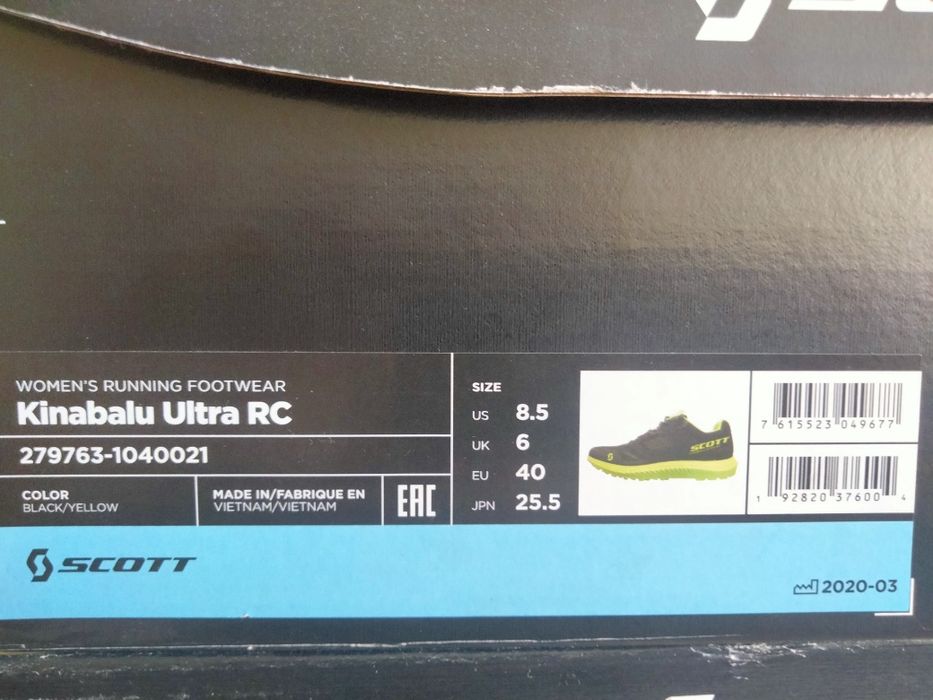 WOMEN'S RUNNING FOOTWEAR
Kinabalu Ultra RC
279763-1040021
COLOR
BLACK/YELLOW
MADE IN/FABRIQUE EN
VIETNAM/VIETNAM
EAC
SIZE
US 8.5
UK 6
EU 40
JPN 25.5
SCOTT
7 615523 049677
1 92820 37600 4
SCOTT
2020-03